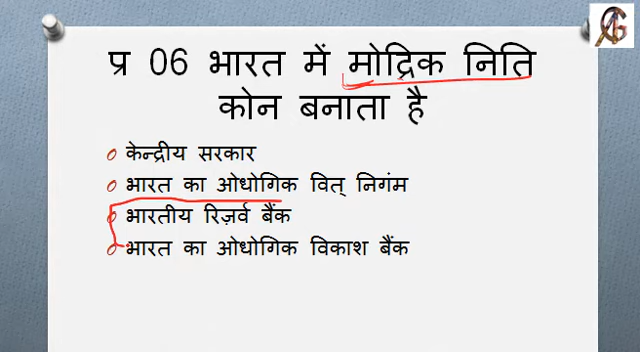 प्र 06 भारत में मोद्रिक निति
कोन बनाता है
केन्द्रीय सरकार
भारत का ओधोगिक वित् निगंम
भारतीय रिज़र्व बैंक
भारत का ओधोगिक विकाश बैंक